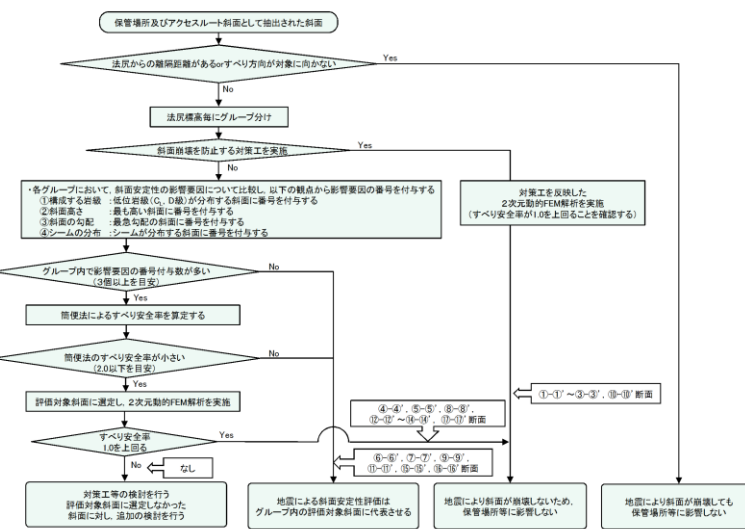 保管場所及びアクセスルート斜面として抽出された斜面
法尻からの離隔距離があるorすべり方向が対象に向かない
Yes
No
法尻標高毎にグループ分け
斜面崩壊を防止する対策工を実施
Yes
No
・各グループにおいて，斜面安定性の影響要因について比較し，以下の観点から影響要因の番号を付与する
①構成する岩級 ：低位岩級（CL，D級）が分布する斜面に番号を付与する
②斜面高さ ：最も高い斜面に番号を付与する
③斜面の勾配 ：最急勾配の斜面に番号を付与する
④シームの分布 ：シームが分布する斜面に番号を付与する
対策工を反映した
2次元動的FEM解析を実施
（すべり安全率が1.0を上回ることを確認する）
グループ内で影響要因の番号付与数が多い
（3個以上を目安）
No
Yes
簡便法によるすべり安全率を算定する
簡便法のすべり安全率が小さい
（2.0以下を目安）
No
Yes
評価対象斜面に選定し，2次元動的FEM解析を実施
①-①'～③-③'，⑩-⑩'断面
④-④'，⑤-⑤'，⑧-⑧'，
⑫-⑫'～⑭-⑭'，⑰-⑰'断面
すべり安全率
1.0を上回る
Yes
No
なし
⑥-⑥'，⑦-⑦'，⑨-⑨'，
⑪-⑪'，⑮-⑮'，⑯-⑯'断面
対策工等の検討を行う
評価対象斜面に選定しなかった
斜面に対し，追加の検討を行う
地震による斜面安定性評価は
グループ内の評価対象斜面に代表させる
地震により斜面が崩壊しないため，
保管場所等に影響しない
地震により斜面が崩壊しても
保管場所等に影響しない